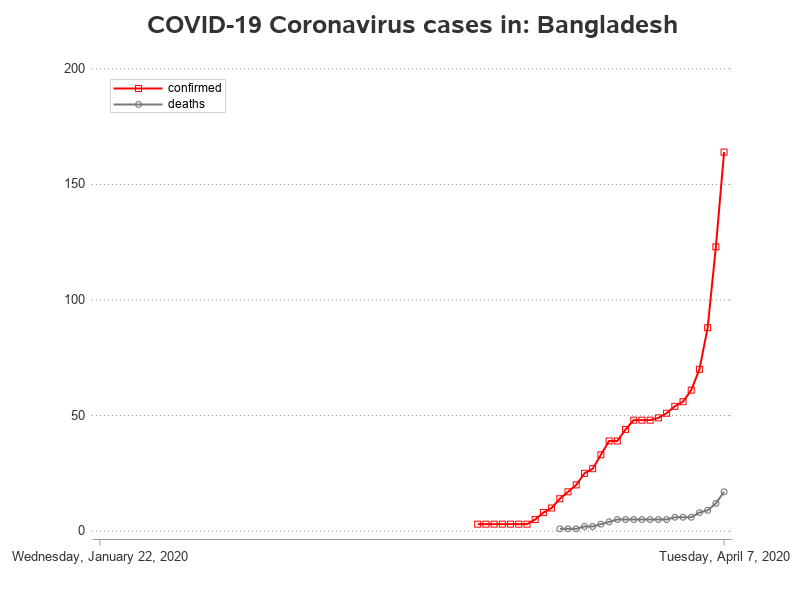 COVID-19 Coronavirus cases in: Bangladesh
200
confirmed
deaths
150
100
50
0
Wednesday, January 22, 2020 Tuesday, April 7, 2020